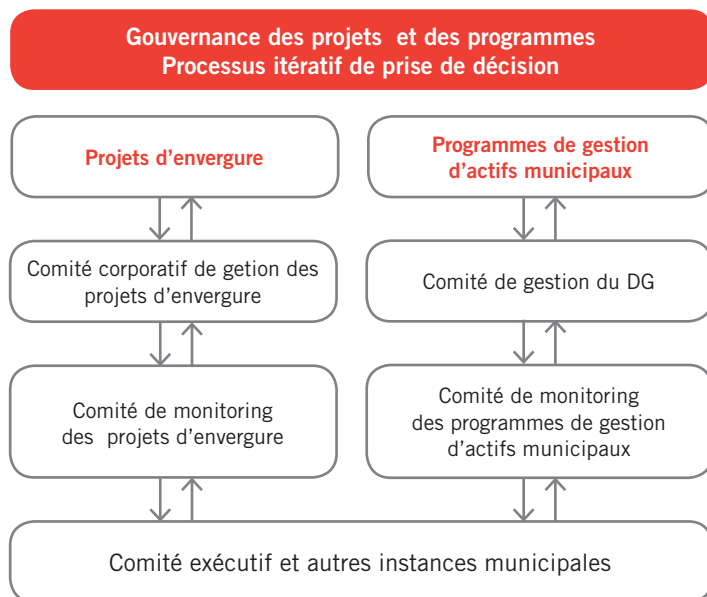 Gouvernance des projets et des programmes
Processus itératif de prise de décision
Projets d'envergure
Programmes de gestion
d'actifs municipaux
Comité corporatif de getion des
projets d'envergure
Comité de gestion du DG
Comité de monitoring
des projets d'envergure
Comité de monitoring
des programmes de gestion
d'actifs municipaux
Comité exécutif et autres instances municipales